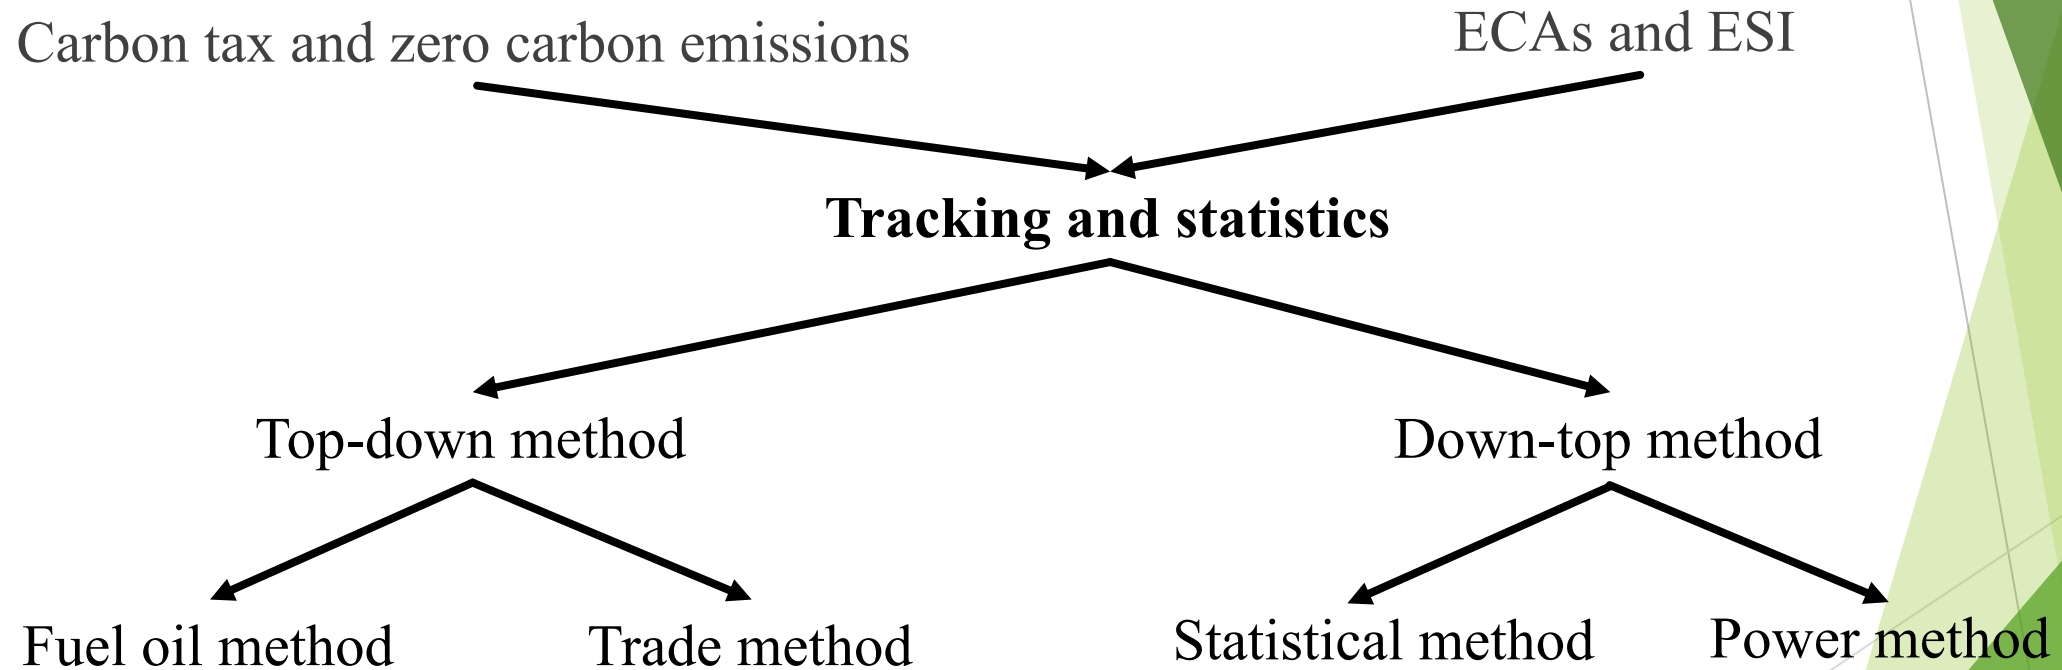 Carbon tax and zero carbon emissions
ECAs and ESI
Tracking and statistics
Top-down method
Down-top method
Fuel oil method
Trade method
Statistical method
Power method